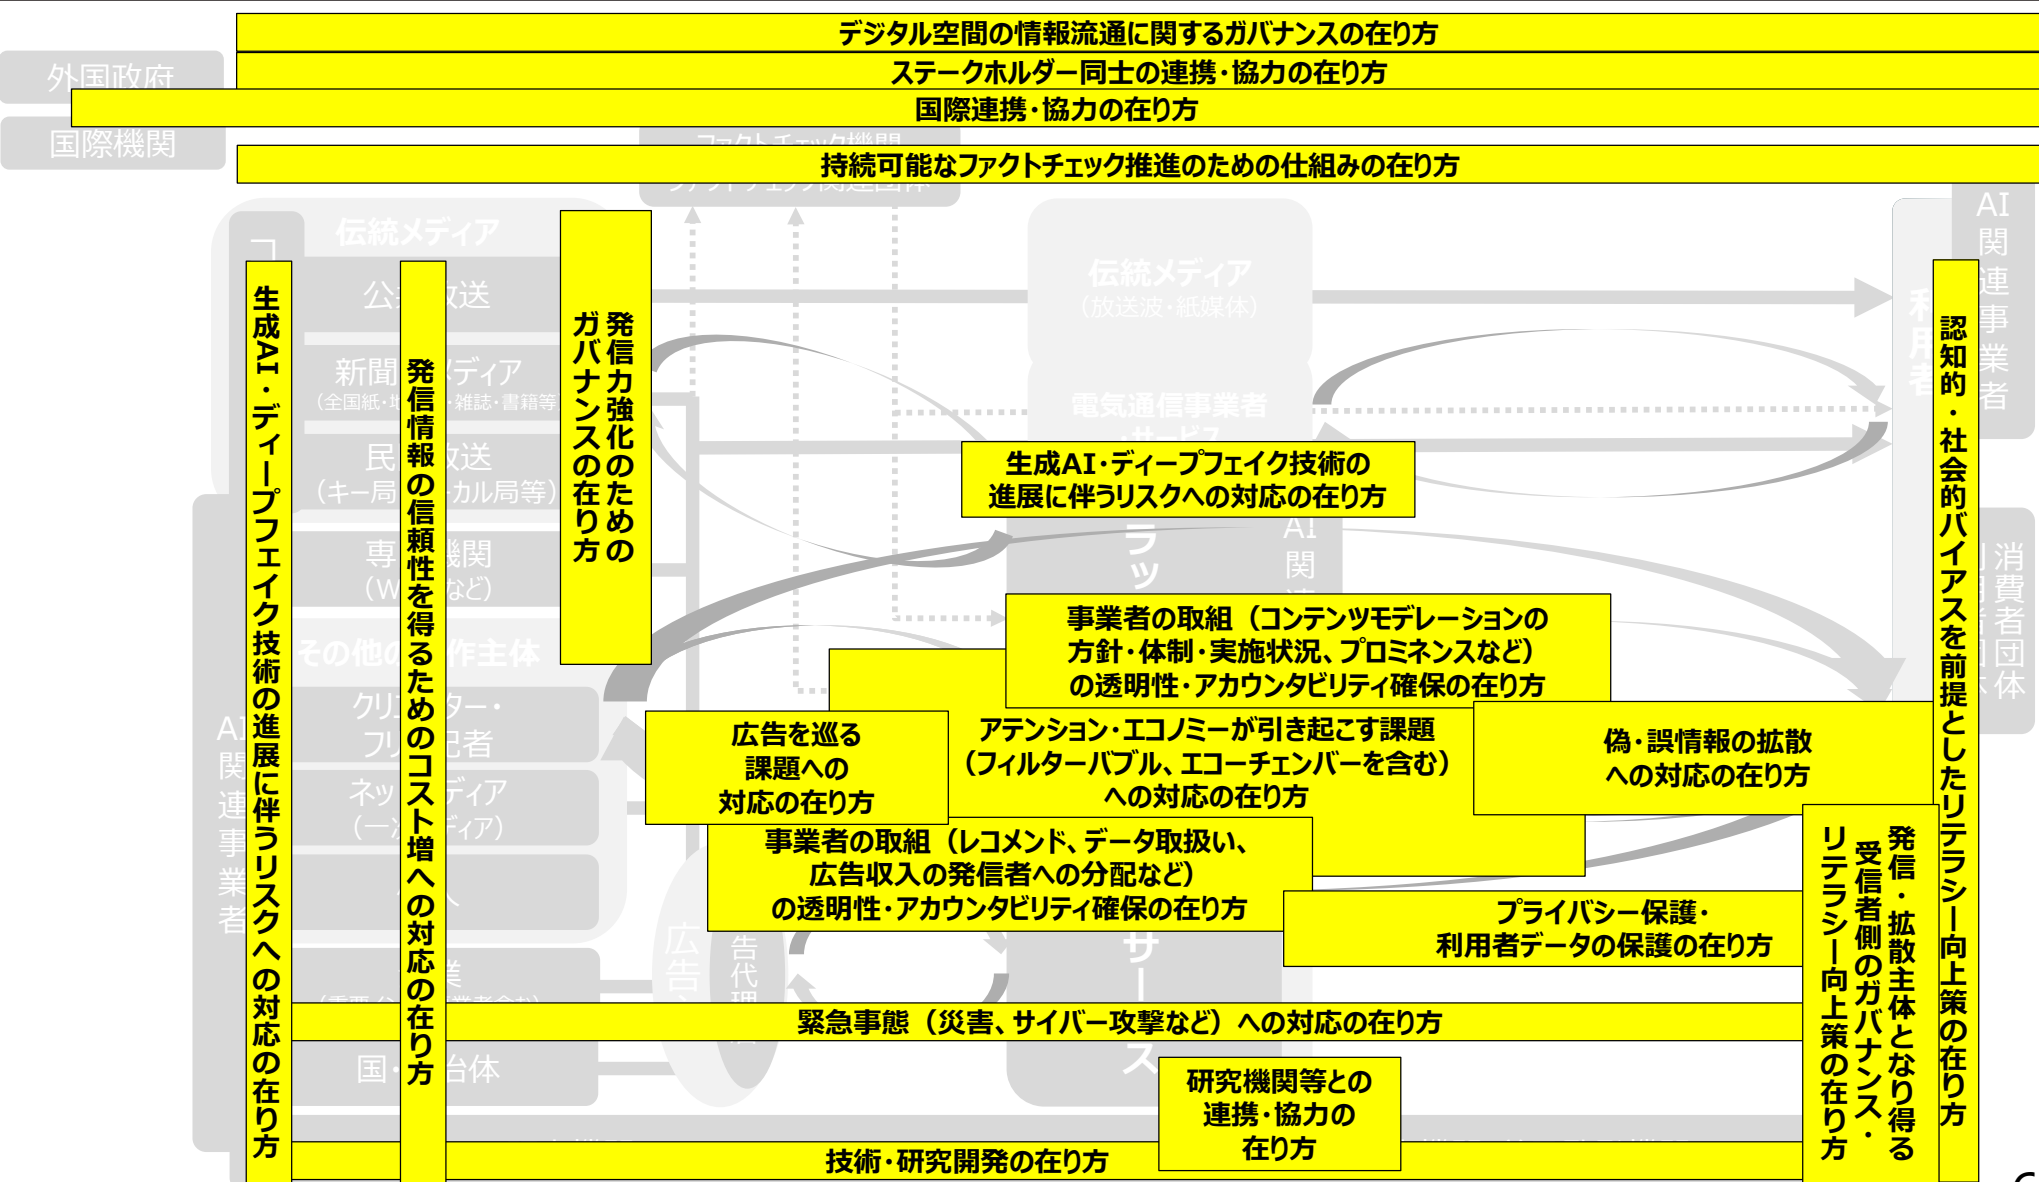 デジタル空間の情報流通に関するガバナンスの在り方
ステークホルダー同士の連携・協力の在り方
国際連携・協力の在り方
外国政府
国際機関
持続可能なファクトチェック推進のための仕組みの在り方
伝統メディア
新聞
メディア
(キー局
カル局等)
伝統メディア
(放送波・紙媒体)
電気通信事業者
生成AI・ディープフェイク技術の進展に伴うリスクへの対応の在り方
発信情報の信頼性を得るためのコスト増への対応の在り方
発信力強化のための
ガバナンスの在り方
生成AI・ディープフェイク技術の
進展に伴うリスクへの対応の在り方
事業者の取組（コンテンツモデレーションの
方針・体制・実施状況、プロミネンスなど）
の透明性・アカウンタビリティ確保の在り方
アテンション・エコノミーが引き起こす課題
（フィルターバブル、エコーチェンバーを含む）
への対応の在り方
広告を巡る
課題への
対応の在り方
偽・誤情報の拡散
への対応の在り方
事業者の取組（レコメンド、データ取扱い、
広告収入の発信者への分配など）
の透明性・アカウンタビリティ確保の在り方
プライバシー保護・
利用者データの保護の在り方
緊急事態（災害、サイバー攻撃など）への対応の在り方
研究機関等との
連携・協力の
在り方
技術・研究開発の在り方
発信・拡散主体となり得る
受信者側のガバナンス・
リテラシー向上策の在り方
認知的・社会的バイアスを前提としたリテラシー向上策の在り方
AI関連事業者
消費者団体
AI関連事業者